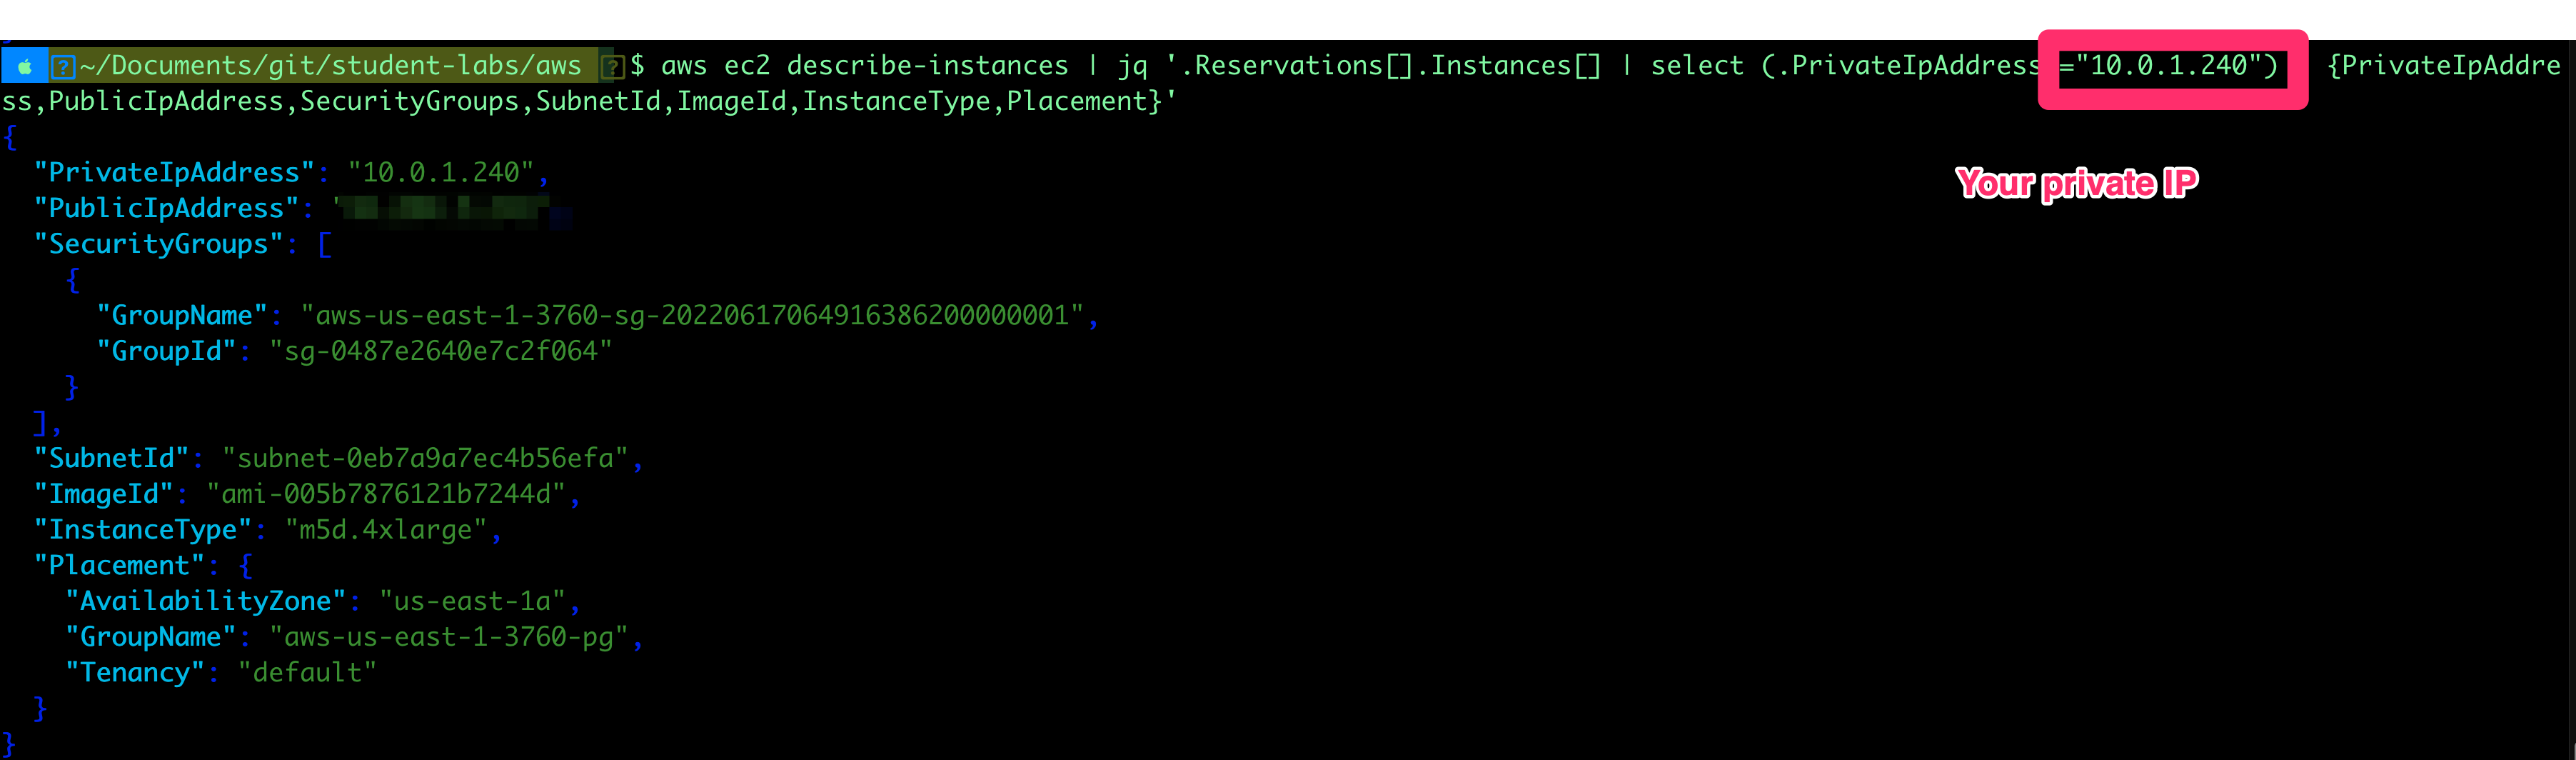 ~/Documents/git/student-labs/aws $ aws ec2 describe-instances | jq '.Reservations[].Instances[] | select (.PrivateIpAddress ="10.0.1.240") {PrivateIpAddre
ss,PublicIpAddress,SecurityGroups,SubnetId,ImageId,InstanceType,Placement}'
{
"PrivateIpAddress": "10.0.1.240",
Your private IP
"PublicIpAddress": "
"SecurityGroups": [
{
"GroupName": "aws-us-east-1-3760-sg-20220617064916386200000001",
"GroupId": "sg-0487e2640e7c2f064"
}
],
"SubnetId": "subnet-0eb7a9a7ec4b56efa",
"ImageId": "ami-005b7876121b7244d",
"InstanceType": "m5d.4xlarge",
"Placement": {
"AvailabilityZone": "us-east-1a",
"GroupName": "aws-us-east-1-3760-pg",
"Tenancy": "default"
}
}